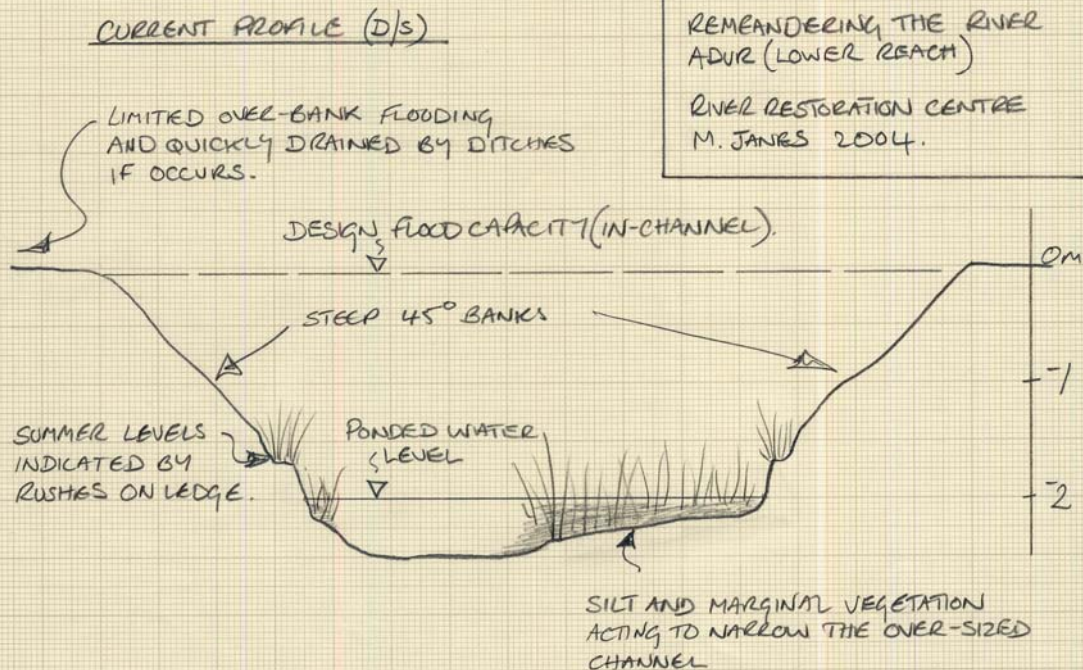 CURRENT PROFILE (D/S)
REMEANDERING THE RIVER
ADUR (LOWER REACH)
RIVER RESTORATION CENTRE
M. JANES 2004.
LIMITED OVER-BANK FLOODING
AND QUICKLY DRAINED BY DITCHES
IF OCCURS.
DESIGN FLOOD CAPACITY (IN-CHANNEL).
0M
STEEP 45° BANKS
-1
SUMMER LEVELS
INDICATED BY
RUSHES ON LEDGE.
PONDED WATER
LEVEL
-2
SILT AND MARGINAL VEGETATION
ACTING TO NARROW THE OVER-SIZED
CHANNEL